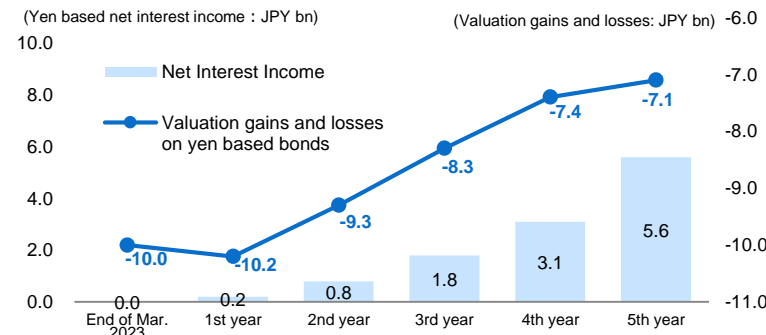 (Yen based net interest income：JPY bn)
(Valuation gains and losses: JPY bn)
-6.0
10.0
Net Interest Income
-7.0
8.0
Valuation gains and losses
on yen based bonds
-7.4
-7.1
-8.0
6.0
-8.3
-9.0
4.0
-9.3
5.6
2.0
-10.0
-10.2
3.1
-10.0
1.8
0.8
0.2
0.0
0.0
-11.0
End of Mar.
2023
1st year
2nd year
3rd year
4th year
5th year